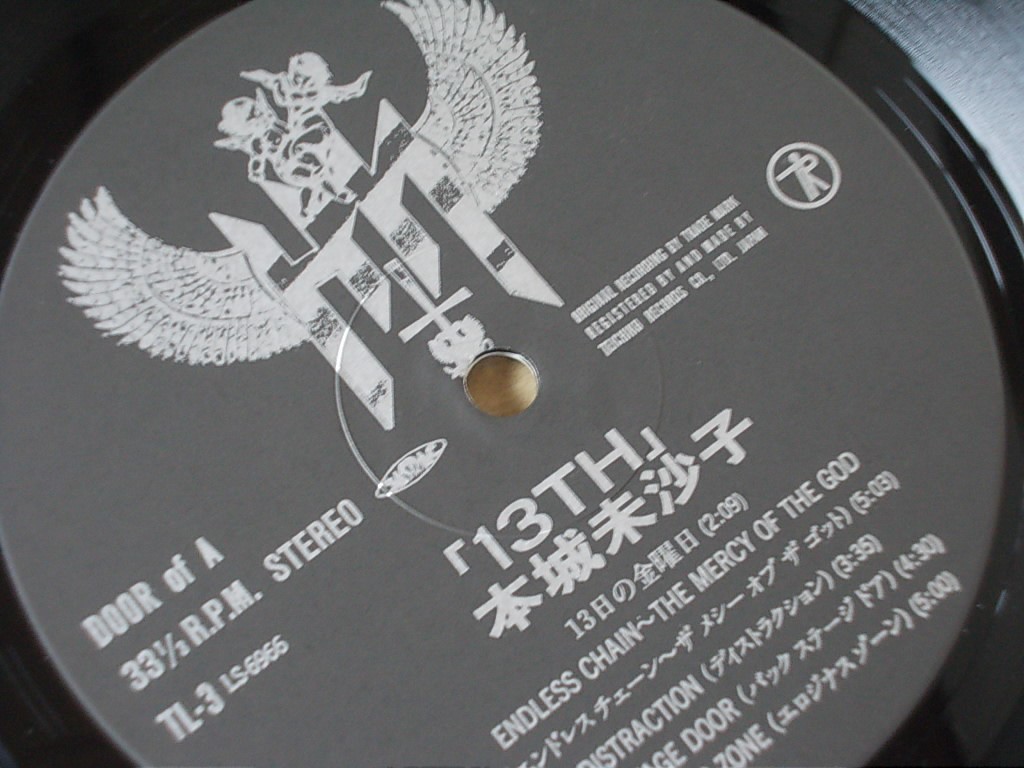 ORIGINAL RECORDING BY TRADE MARK
REGESTERED BY AND MADE BY
RECORDS CO., LTD. JAPAN
DOOR of A
33⅓ R.P.M. STEREO
TL-3 LS-6966
「13TH」
本城未沙子
13日の金曜日 (2:09)
ENDLESS CHAIN〜THE MERCY OF THE GOD
ンドレス チェーン〜ザ メシー オブ ザ ゴット) (5:03)
DISTRACTION (ディストラクション) (3:35)
AGE DOOR (バック ステージ ドア) (4:30)
ZONE (エロジナス ゾーン) (5:00)